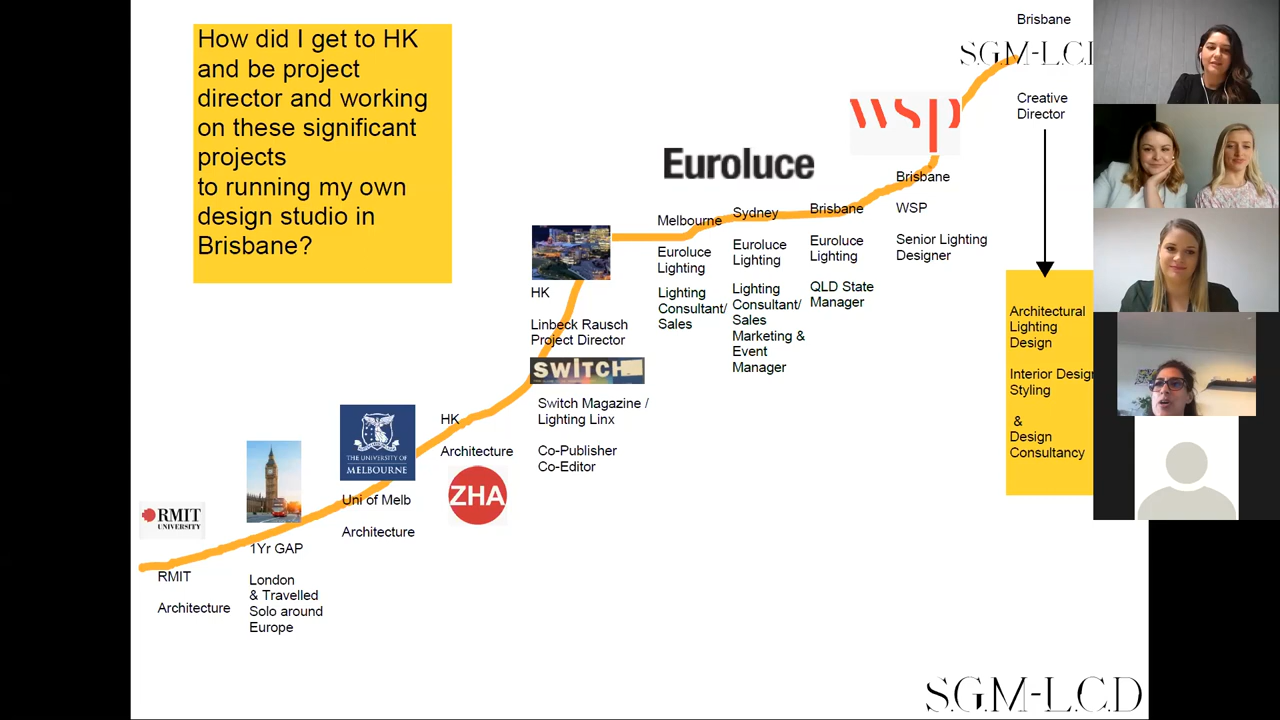 How did I get to HK
and be project
director and working
on these significant
projects
to running my own
design studio in
Brisbane?
RMIT
UNIVERSITY
RMIT
Architecture
1Yr GAP
London
& Travelled
Solo around
Europe
THE UNIVERSITY OF
MELBOURNE
Uni of Melb
Architecture
HK
Architecture
ZHA
HK
Linbeck Rausch
Project Director
SWITCH
Switch Magazine /
Lighting Linx
Co-Publisher
Co-Editor
Euroluce
Melbourne
Euroluce
Lighting
Lighting
Consultant/
Sales
Sydney
Euroluce
Lighting
Lighting
Consultant/
Sales
Marketing &
Event
Manager
Brisbane
Euroluce
Lighting
QLD State
Manager
wsp
Brisbane
WSP
Senior Lighting
Designer
Brisbane
S.G.M-L.C.D
Creative
Director
Architectural
Lighting
Design
Interior Design
Styling
&
Design
Consultancy
S.G.M-L.C.D